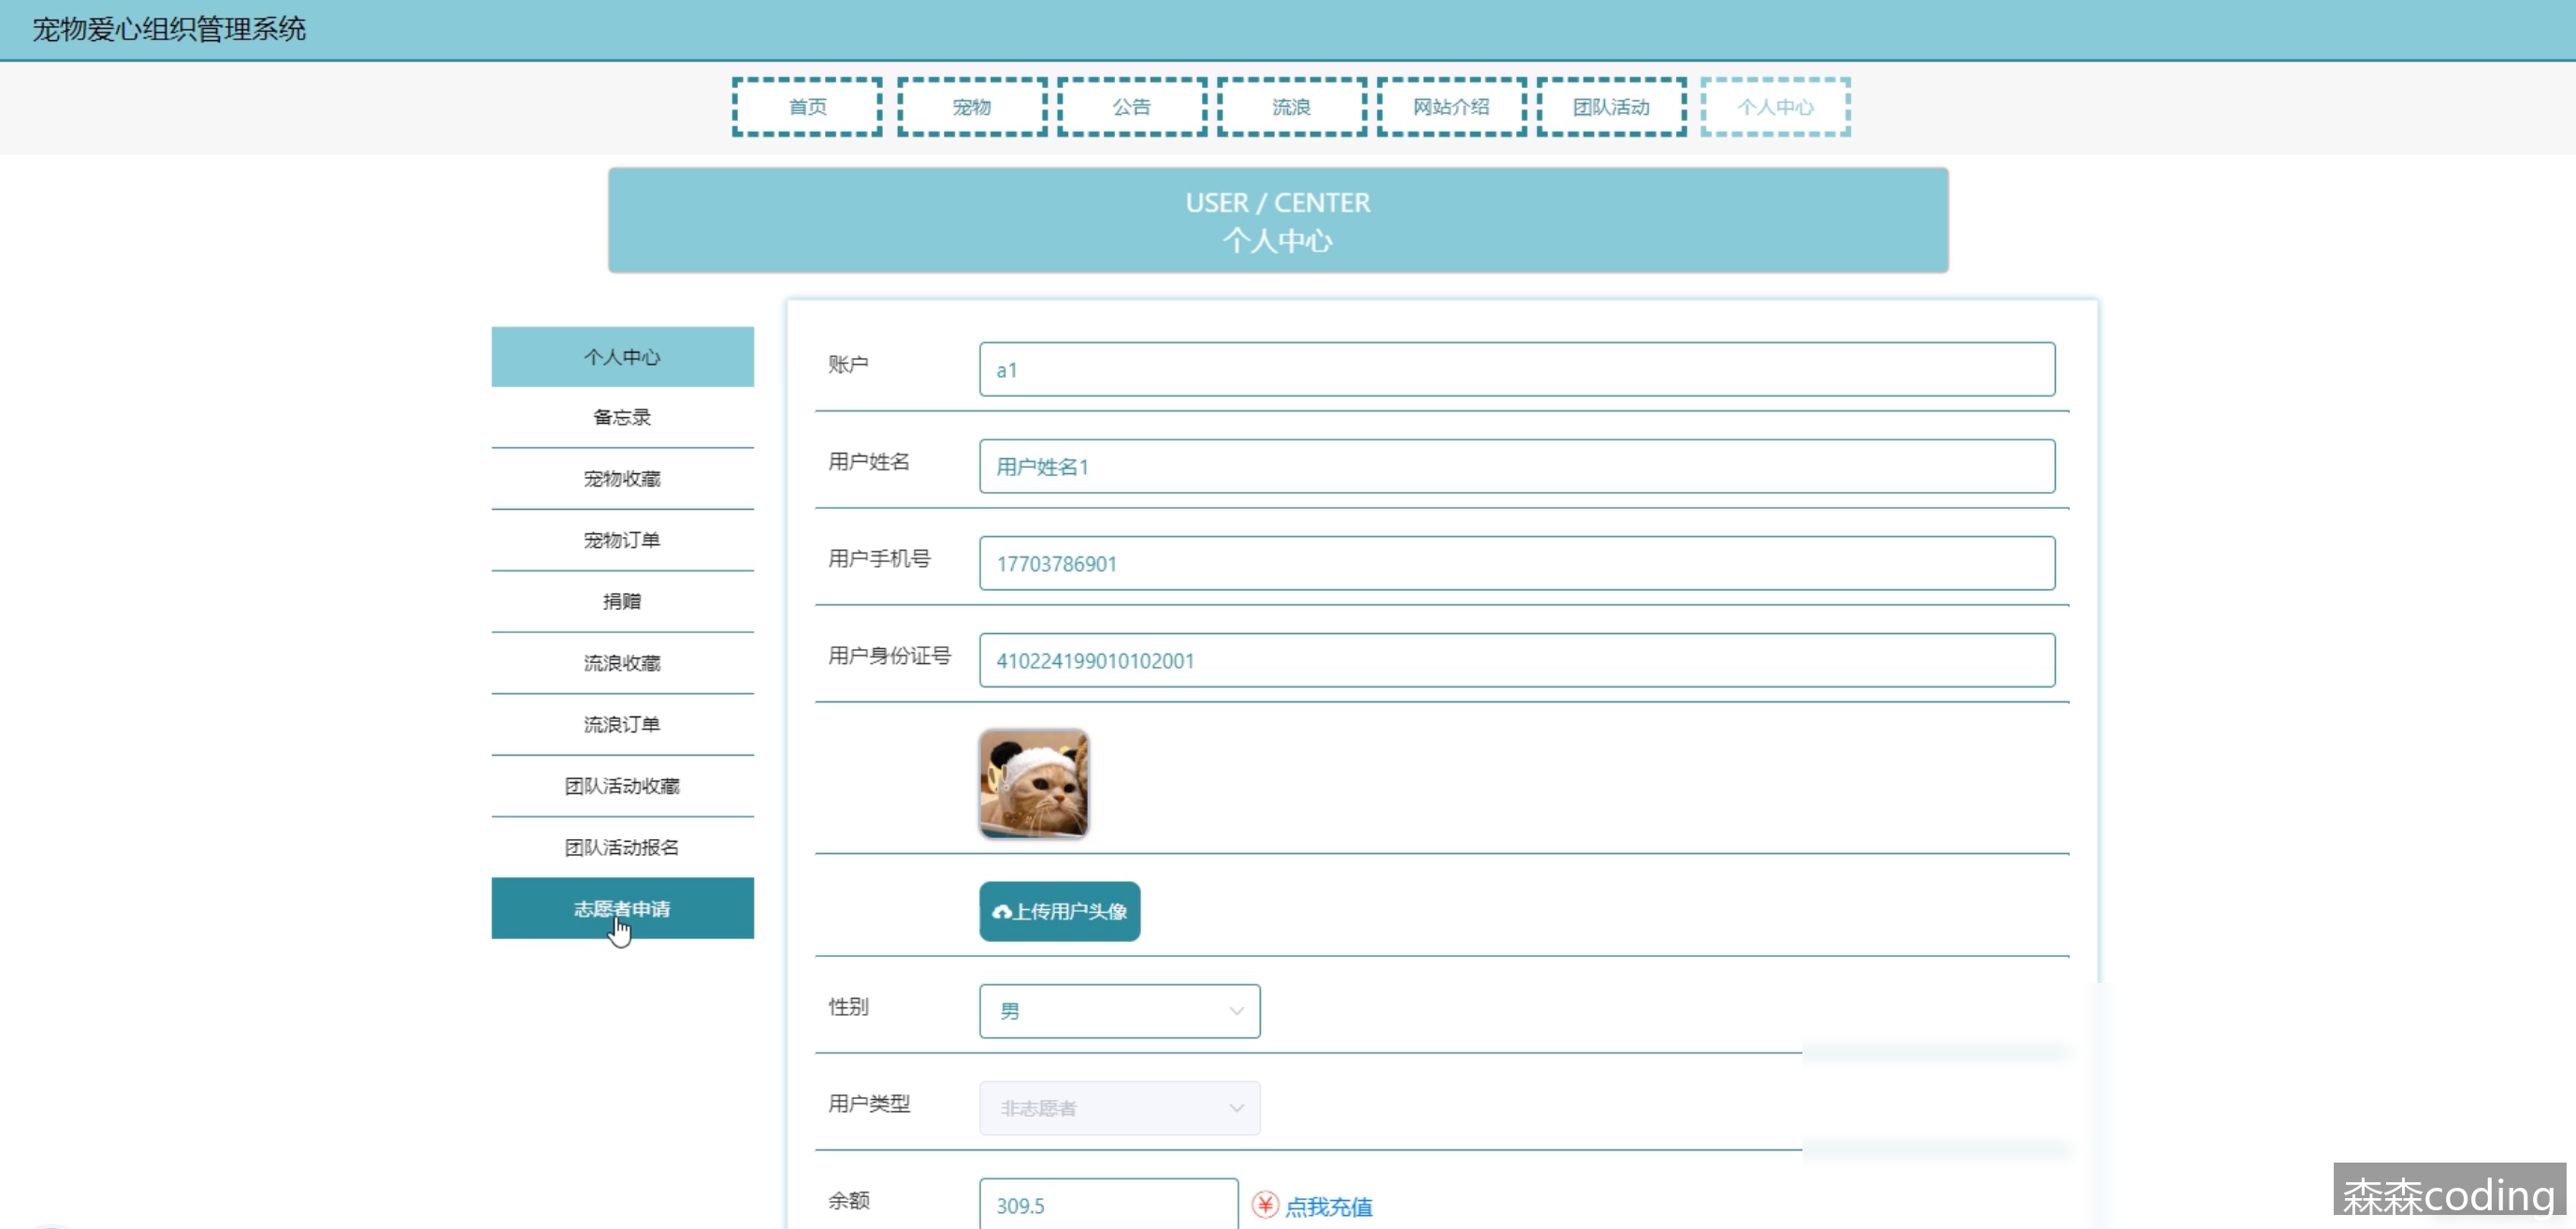 宠物爱心组织管理系统
首页
宠物
公告
流浪
网站介绍
团队活动
个人中心
USER / CENTER
个人中心
个人中心
备忘录
宠物收藏
宠物订单
捐赠
流浪收藏
流浪订单
团队活动收藏
团队活动报名
志愿者申请
账户
a1
用户姓名
用户姓名1
用户手机号
17703786901
用户身份证号
410224199010102001
上传用户头像
性别
男
用户类型
非志愿者
余额
309.5
点我充值
森森coding